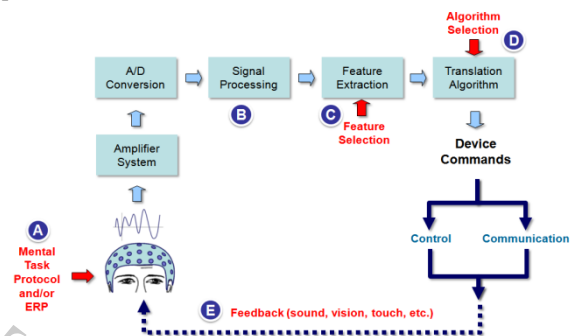 Algorithm
Selection
D
A/D
Conversion
Signal
Processing
Feature
Extraction
Translation
Algorithm
B
C
Feature
Selection
Amplifier
System
Device
Commands
A
Mental
Task
Protocol
and/or
ERP
Control
Communication
E Feedback (sound, vision, touch, etc.)